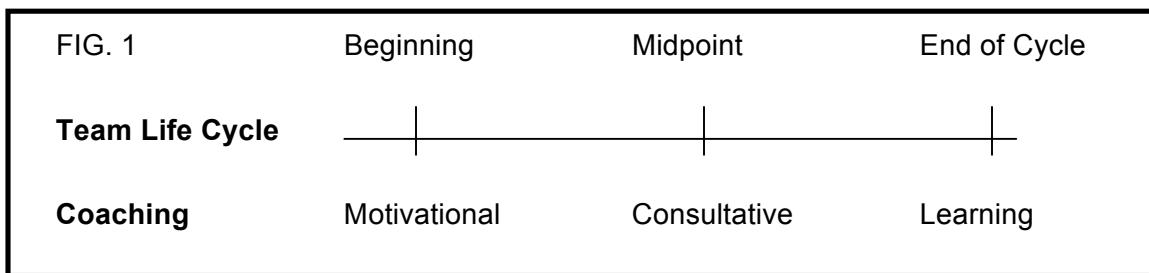 FIG. 1 Beginning Midpoint End of Cycle
Team Life Cycle
Coaching Motivational Consultative Learning